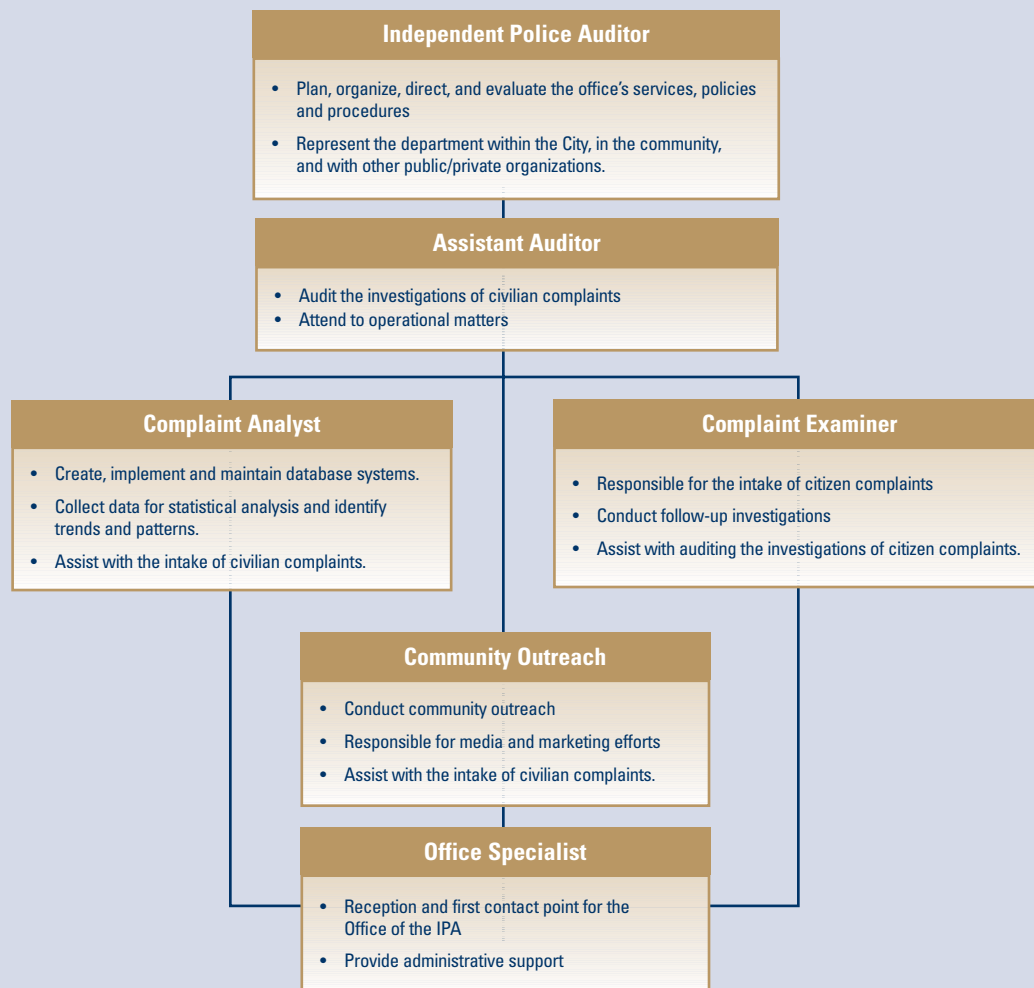 Independent Police Auditor
• Plan, organize, direct, and evaluate the office's services, policies
and procedures
• Represent the department within the City, in the community,
and with other public/private organizations.
Assistant Auditor
• Audit the investigations of civilian complaints
• Attend to operational matters
Complaint Analyst
• Create, implement and maintain database systems.
• Collect data for statistical analysis and identify
trends and patterns.
• Assist with the intake of civilian complaints.
Complaint Examiner
• Responsible for the intake of citizen complaints
• Conduct follow-up investigations
• Assist with auditing the investigations of citizen complaints.
Community Outreach
• Conduct community outreach
• Responsible for media and marketing efforts
• Assist with the intake of civilian complaints.
Office Specialist
• Reception and first contact point for the
Office of the IPA
• Provide administrative support